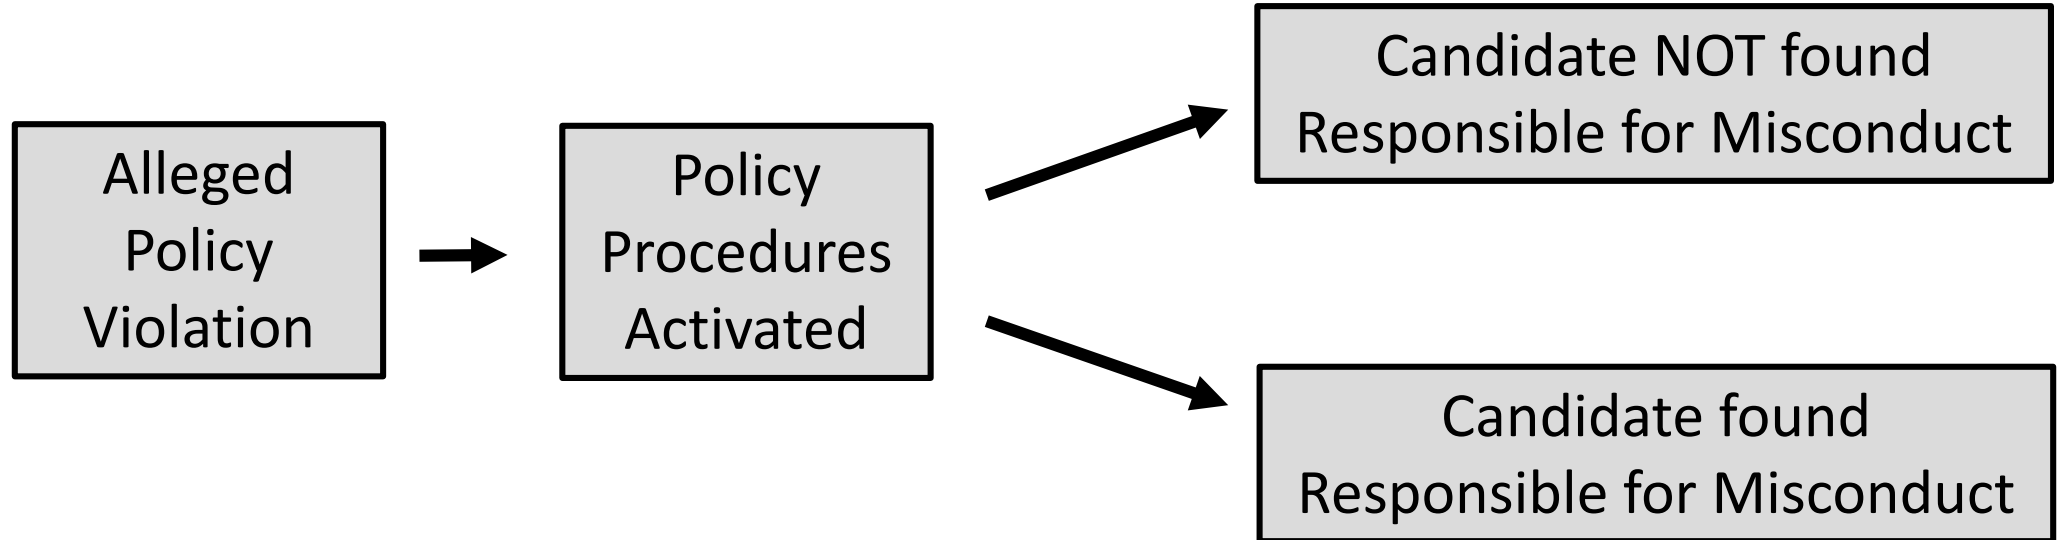 Alleged
Policy
Violation
Policy
Procedures
Activated
Candidate NOT found
Responsible for Misconduct
Candidate found
Responsible for Misconduct